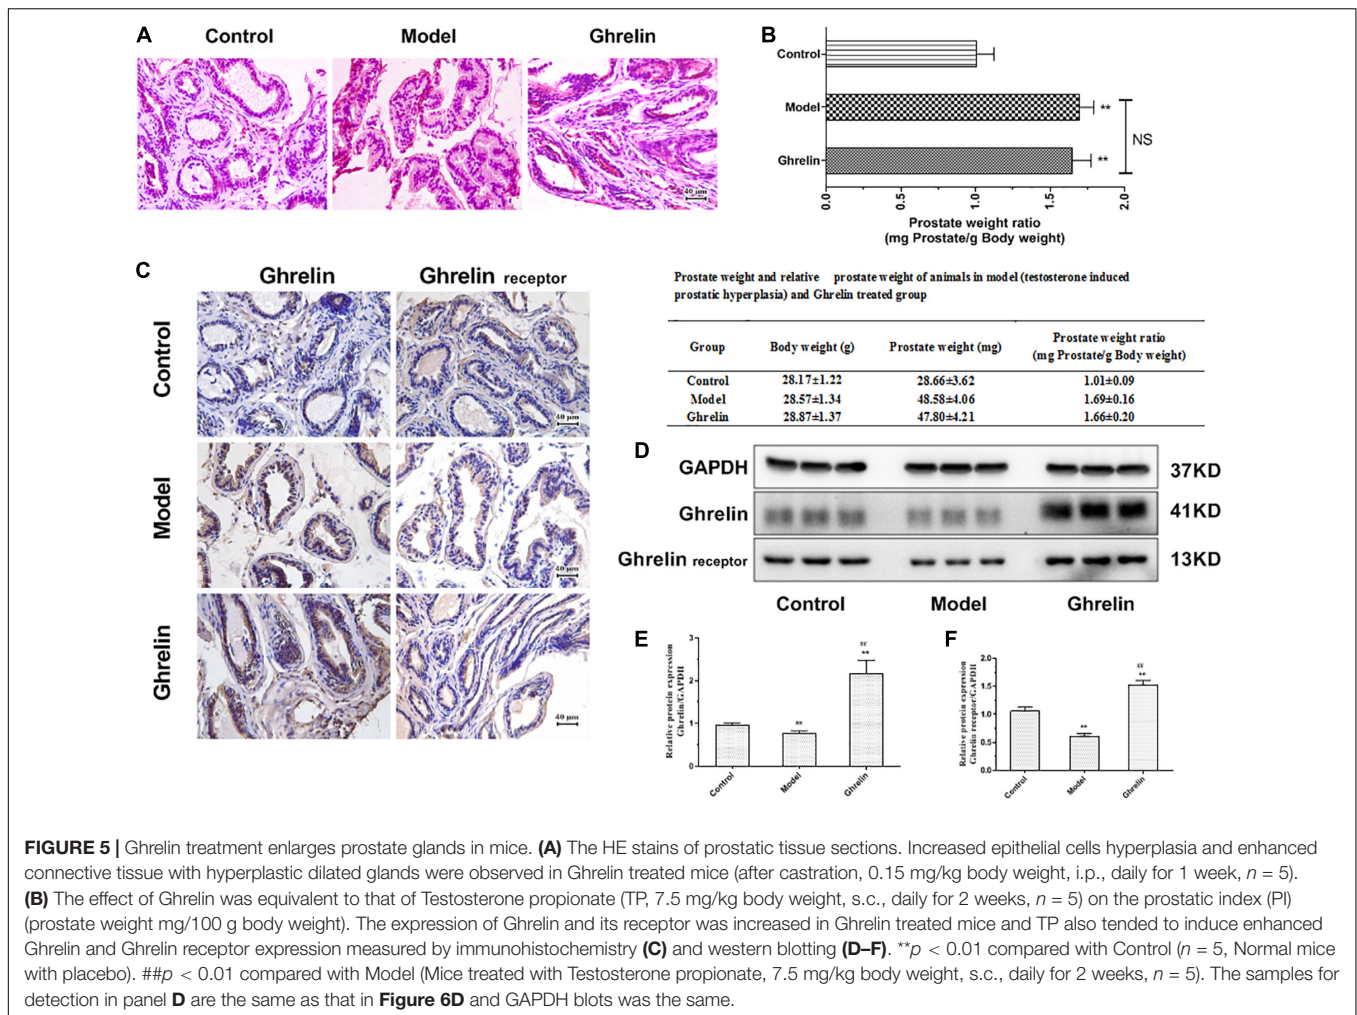 A
Control
Model
Ghrelin
40 μm
B
Control
Model
Ghrelin
**
**
NS
0.0
0.5
1.0
1.5
2.0
Prostate weight ratio
(mg Prostate/g Body weight)
C
Ghrelin
Ghrelin receptor
Control
Model
Ghrelin
40 μm
40 μm
40 μm
Prostate weight and relative prostate weight of animals in model (testosterone induced
prostatic hyperplasia) and Ghrelin treated group
Group Body weight (g) Prostate weight (mg) Prostate weight ratio
(mg Prostate/g Body weight)
Control 28.17±1.22 28.66±3.62 1.01±0.09
Model 28.57±1.34 48.58±4.06 1.69±0.16
Ghrelin 28.87±1.37 47.80±4.21 1.66±0.20
D
GAPDH 37KD
Ghrelin 41KD
Ghrelin receptor 13KD
Control Model Ghrelin
E
Relative protein expression
Ghrelin/GAPDH
3
2
1
0
**
**
Control
Model
Ghrelin
F
Relative protein expression
Ghrelin receptor/GAPDH
2.0
1.5
1.0
0.5
0.0
**
**
Control
Model
Ghrelin
FIGURE 5 | Ghrelin treatment enlarges prostate glands in mice. (A) The HE stains of prostatic tissue sections. Increased epithelial cells hyperplasia and enhanced
connective tissue with hyperplastic dilated glands were observed in Ghrelin treated mice (after castration, 0.15 mg/kg body weight, i.p., daily for 1 week, n = 5).
(B) The effect of Ghrelin was equivalent to that of Testosterone propionate (TP, 7.5 mg/kg body weight, s.c., daily for 2 weeks, n = 5) on the prostatic index (PI)
(prostate weight mg/100 g body weight). The expression of Ghrelin and its receptor was increased in Ghrelin treated mice and TP also tended to induce enhanced
Ghrelin and Ghrelin receptor expression measured by immunohistochemistry (C) and western blotting (D–F). **p < 0.01 compared with Control (n = 5, Normal mice
with placebo). ##p < 0.01 compared with Model (Mice treated with Testosterone propionate, 7.5 mg/kg body weight, s.c., daily for 2 weeks, n = 5). The samples for
detection in panel D are the same as that in Figure 6D and GAPDH blots was the same.